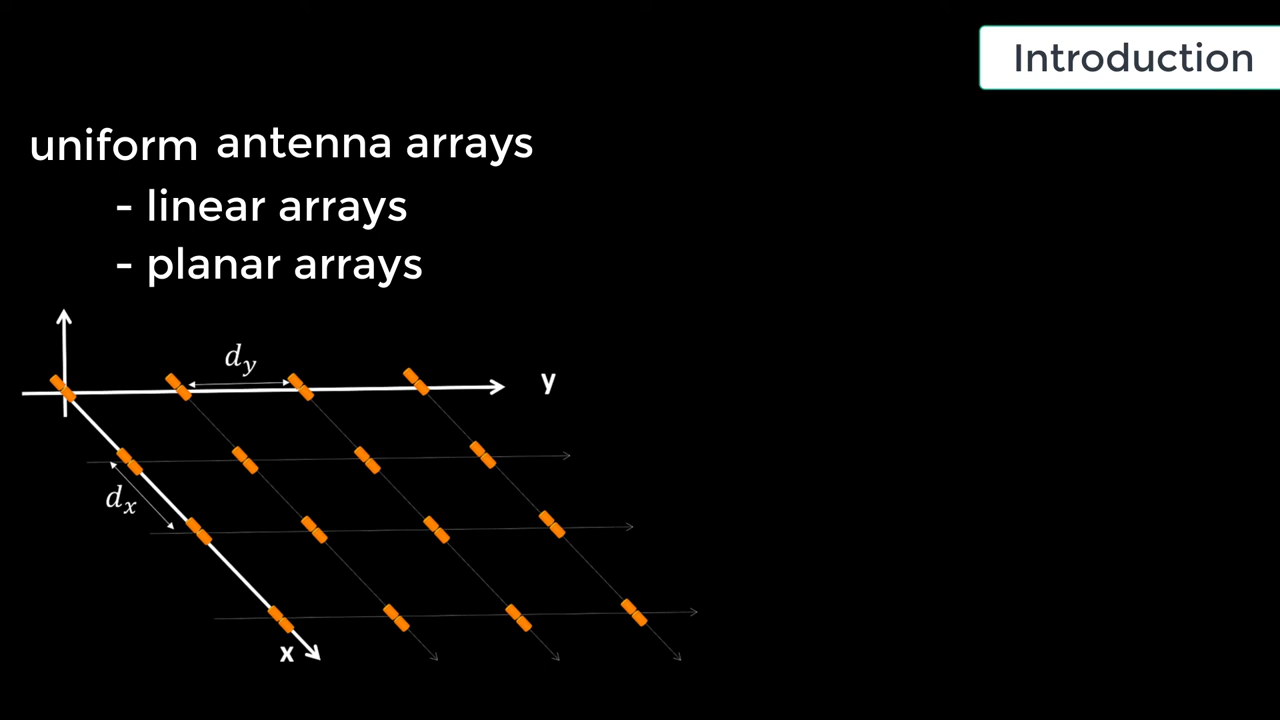 Introduction
uniform antenna arrays
- linear arrays
- planar arrays
d_y
y
d_x
x